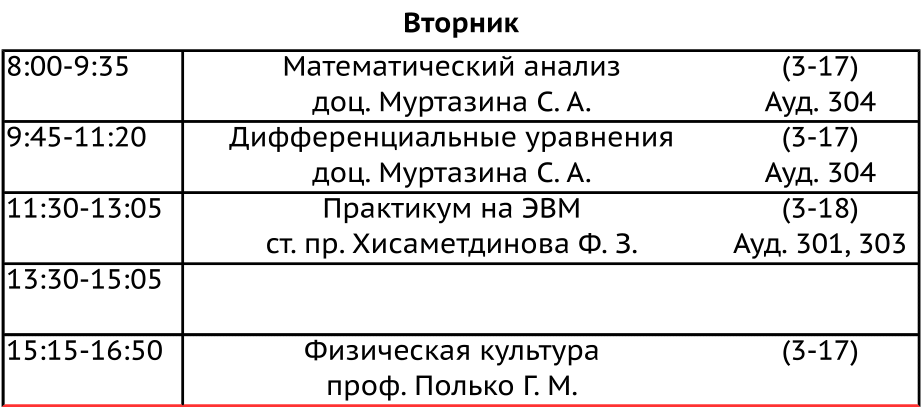 Вторник
8:00-9:35 Математический анализ (3-17)
доц. Муртазина С. А. Ауд. 304
9:45-11:20 Дифференциальные уравнения (3-17)
доц. Муртазина С. А. Ауд. 304
11:30-13:05 Практикум на ЭВМ (3-18)
ст. пр. Хисаметдинова Ф. З. Ауд. 301, 303
13:30-15:05
15:15-16:50 Физическая культура (3-17)
проф. Полько Г. М.